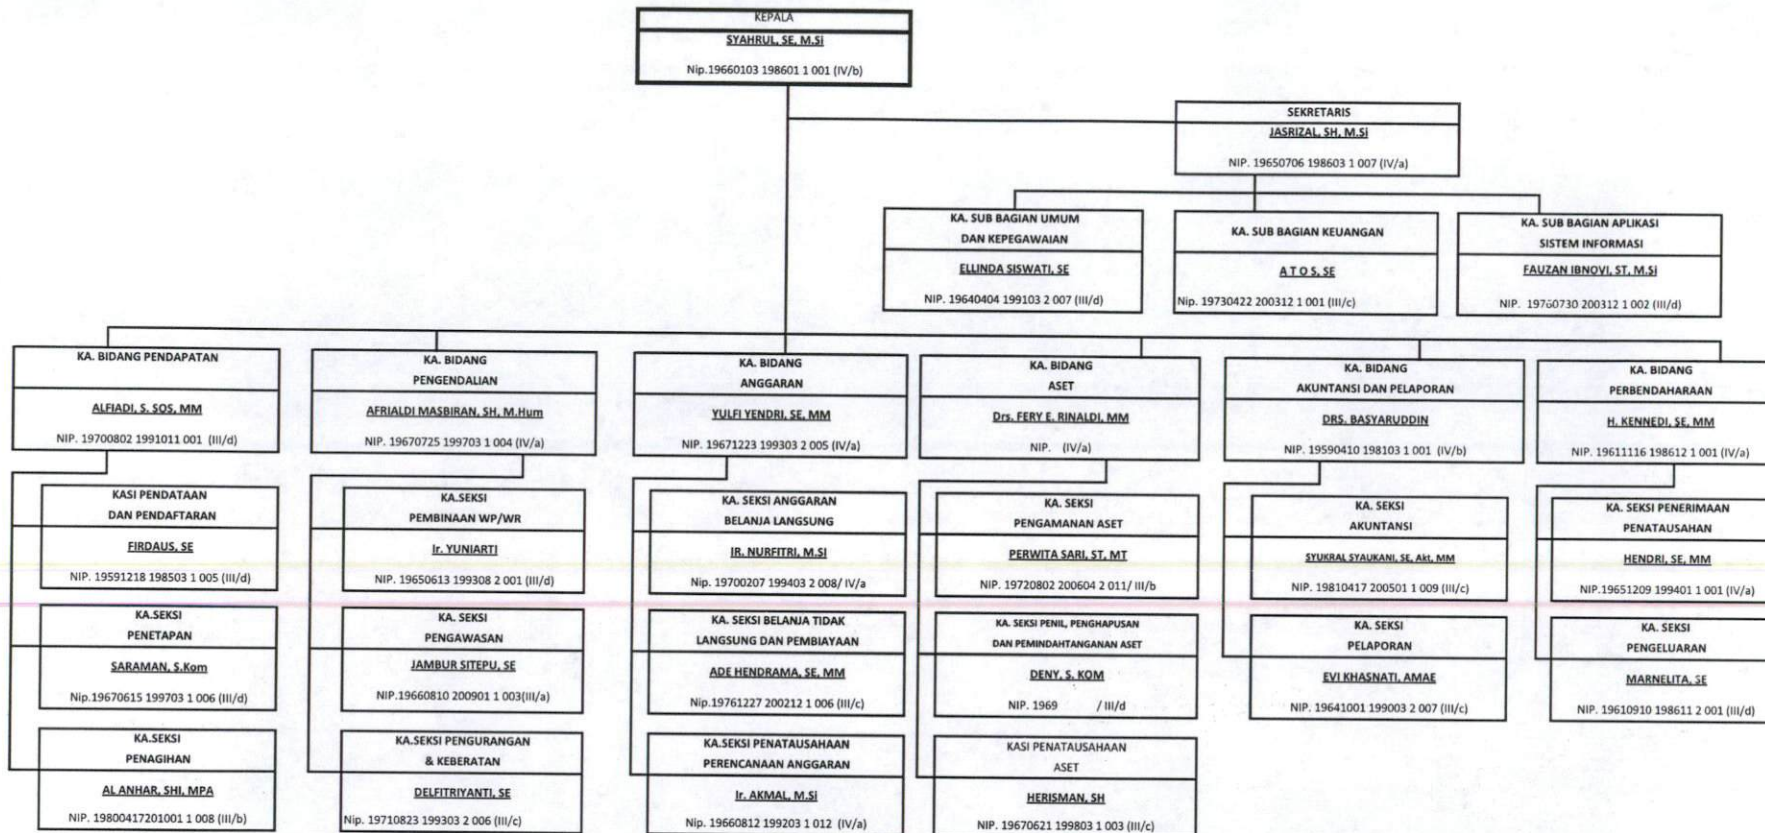 KEPALA
SYAHRUL, SE, M.Si
Nip.19660103 198601 1 001 (IV/b)
SEKRETARIS
JASRIZAL, SH, M.Si
NIP. 19650706 198603 1 007 (IV/a)
KA. SUB BAGIAN UMUM
DAN KEPEGAWAIAN
ELLINDA SISWATI, SE
NIP. 19640404 199103 2 007 (III/d)
KA. SUB BAGIAN KEUANGAN
A T O S, SE
Nip. 19730422 200312 1 001 (III/c)
KA. SUB BAGIAN APLIKASI
SISTEM INFORMASI
FAUZAN IBNOVI, ST, M.Si
NIP. 19760730 200312 1 002 (III/d)
KA. BIDANG PENDAPATAN
ALFIADI, S. SOS, MM
NIP. 19700802 1991011 001 (III/d)
KA. BIDANG
PENGENDALIAN
AFRIALDI MASBIRAN, SH, M.Hum
NIP. 19670725 199703 1 004 (IV/a)
KA. BIDANG
ANGGARAN
YULFI YENDRI, SE, MM
NIP. 19671223 199303 2 005 (IV/a)
KA. BIDANG
ASET
Drs. FERY E. RINALDI, MM
NIP. (IV/a)
KA. BIDANG
AKUNTANSI DAN PELAPORAN
DRS. BASYARUDDIN
NIP. 19590410 198103 1 001 (IV/b)
KA. BIDANG
PERBENDAHARAAN
H. KENNEDI, SE, MM
NIP. 19611116 198612 1 001 (IV/a)
KASI PENDATAAN
DAN PENDAFTARAN
FIRDAUS, SE
NIP. 19591218 198503 1 005 (III/d)
KA.SEKSI
PEMBINAAN WP/WR
Ir. YUNIARTI
NIP. 19650613 199308 2 001 (III/d)
KA. SEKSI ANGGARAN
BELANJA LANGSUNG
IR. NURFITRI, M.SI
Nip. 19700207 199403 2 008/ IV/a
KA. SEKSI
PENGAMANAN ASET
PERWITA SARI, ST, MT
NIP. 19720802 200604 2 011/ III/b
KA. SEKSI
AKUNTANSI
SYUKRAL SYAUKANI, SE, Akt, MM
NIP. 19810417 200501 1 009 (III/c)
KA. SEKSI PENERIMAAN
PENATAUSAHAN
HENDRI, SE, MM
NIP.19651209 199401 1 001 (IV/a)
KA.SEKSI
PENETAPAN
SARAMAN, S.Kom
Nip.19670615 199703 1 006 (III/d)
KA. SEKSI
PENGAWASAN
JAMBUR SITEPU, SE
NIP.19660810 200901 1 003(III/a)
KA. SEKSI BELANJA TIDAK
LANGSUNG DAN PEMBIAYAAN
ADE HENDRAMA, SE, MM
Nip.19761227 200212 1 006 (III/c)
KA. SEKSI PENIL, PENGHAPUSAN
DAN PEMINDAHTANGANAN ASET
DENY, S. KOM
NIP. 1969 / III/d
KA. SEKSI
PELAPORAN
EVI KHASNATI, AMAE
NIP. 19641001 199003 2 007 (III/c)
KA. SEKSI
PENGELUARAN
MARNELITA, SE
NIP. 19610910 198611 2 001 (III/d)
KA.SEKSI
PENAGIHAN
AL ANHAR, SHI, MPA
NIP. 19800417201001 1 008 (III/b)
KA.SEKSI PENGURANGAN
& KEBERATAN
DELFITRIYANTI, SE
Nip. 19710823 199303 2 006 (III/c)
KA.SEKSI PENATAUSAHAAN
PERENCANAAN ANGGARAN
Ir. AKMAL, M.Si
Nip. 19660812 199203 1 012 (IV/a)
KASI PENATAUSAHAAN
ASET
HERISMAN, SH
NIP. 19670621 199803 1 003 (III/c)